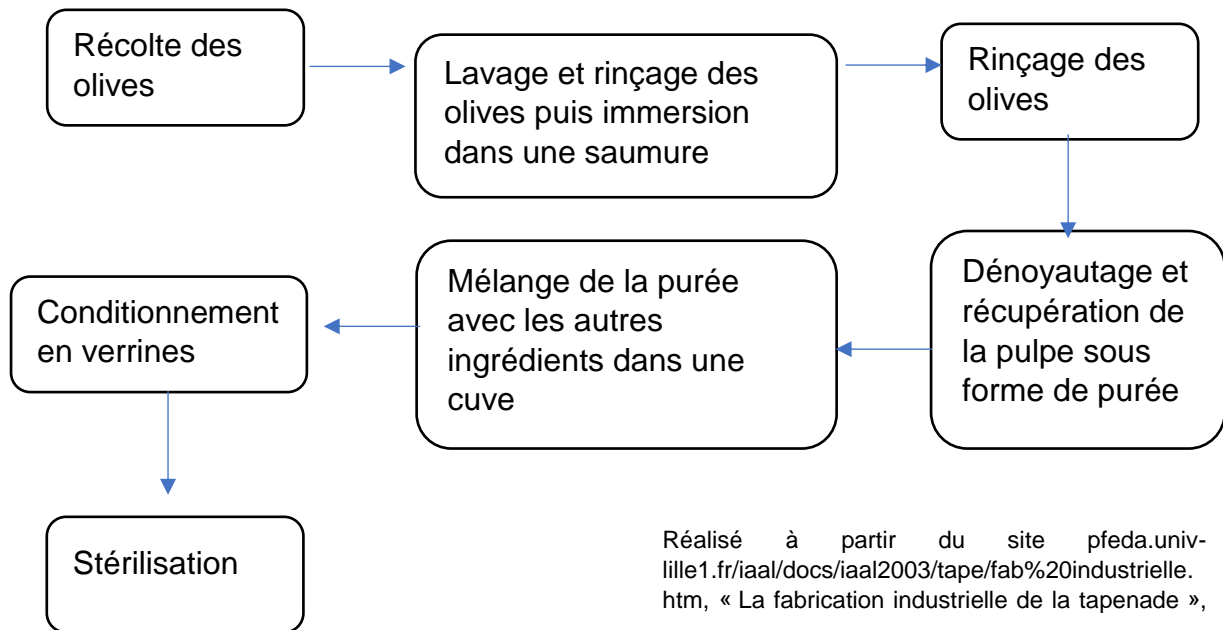 Récolte des
olives
Lavage et rinçage des
olives puis immersion
dans une saumure
Rinçage des
olives
Dénoyautage et
récupération de
la pulpe sous
forme de purée
Mélange de la purée
avec les autres
ingrédients dans une
cuve
Conditionnement
en verrines
Stérilisation
Réalisé à partir du site pfeda.univ-
lille1.fr/iaal/docs/iaal2003/tape/fab%20industrielle.
htm, « La fabrication industrielle de la tapenade »,